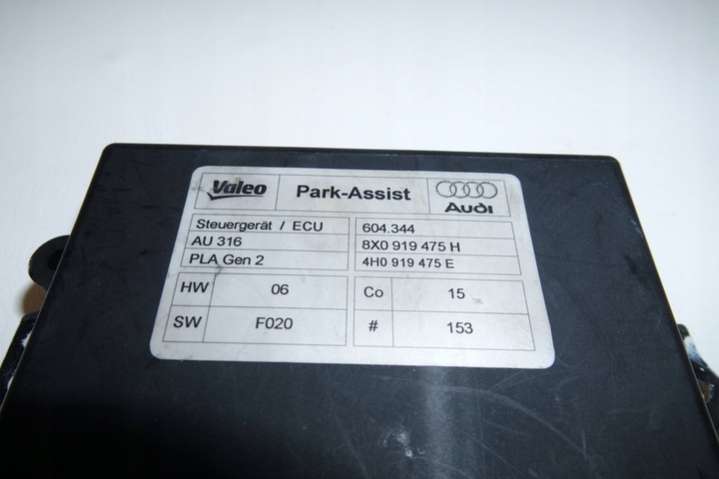 Valeo Park-Assist Audi
Steuergerät / ECU 604.344
AU 316 8X0 919 475 H
PLA Gen 2 4H0 919 475 E
HW 06 Co 15
SW F020 # 153